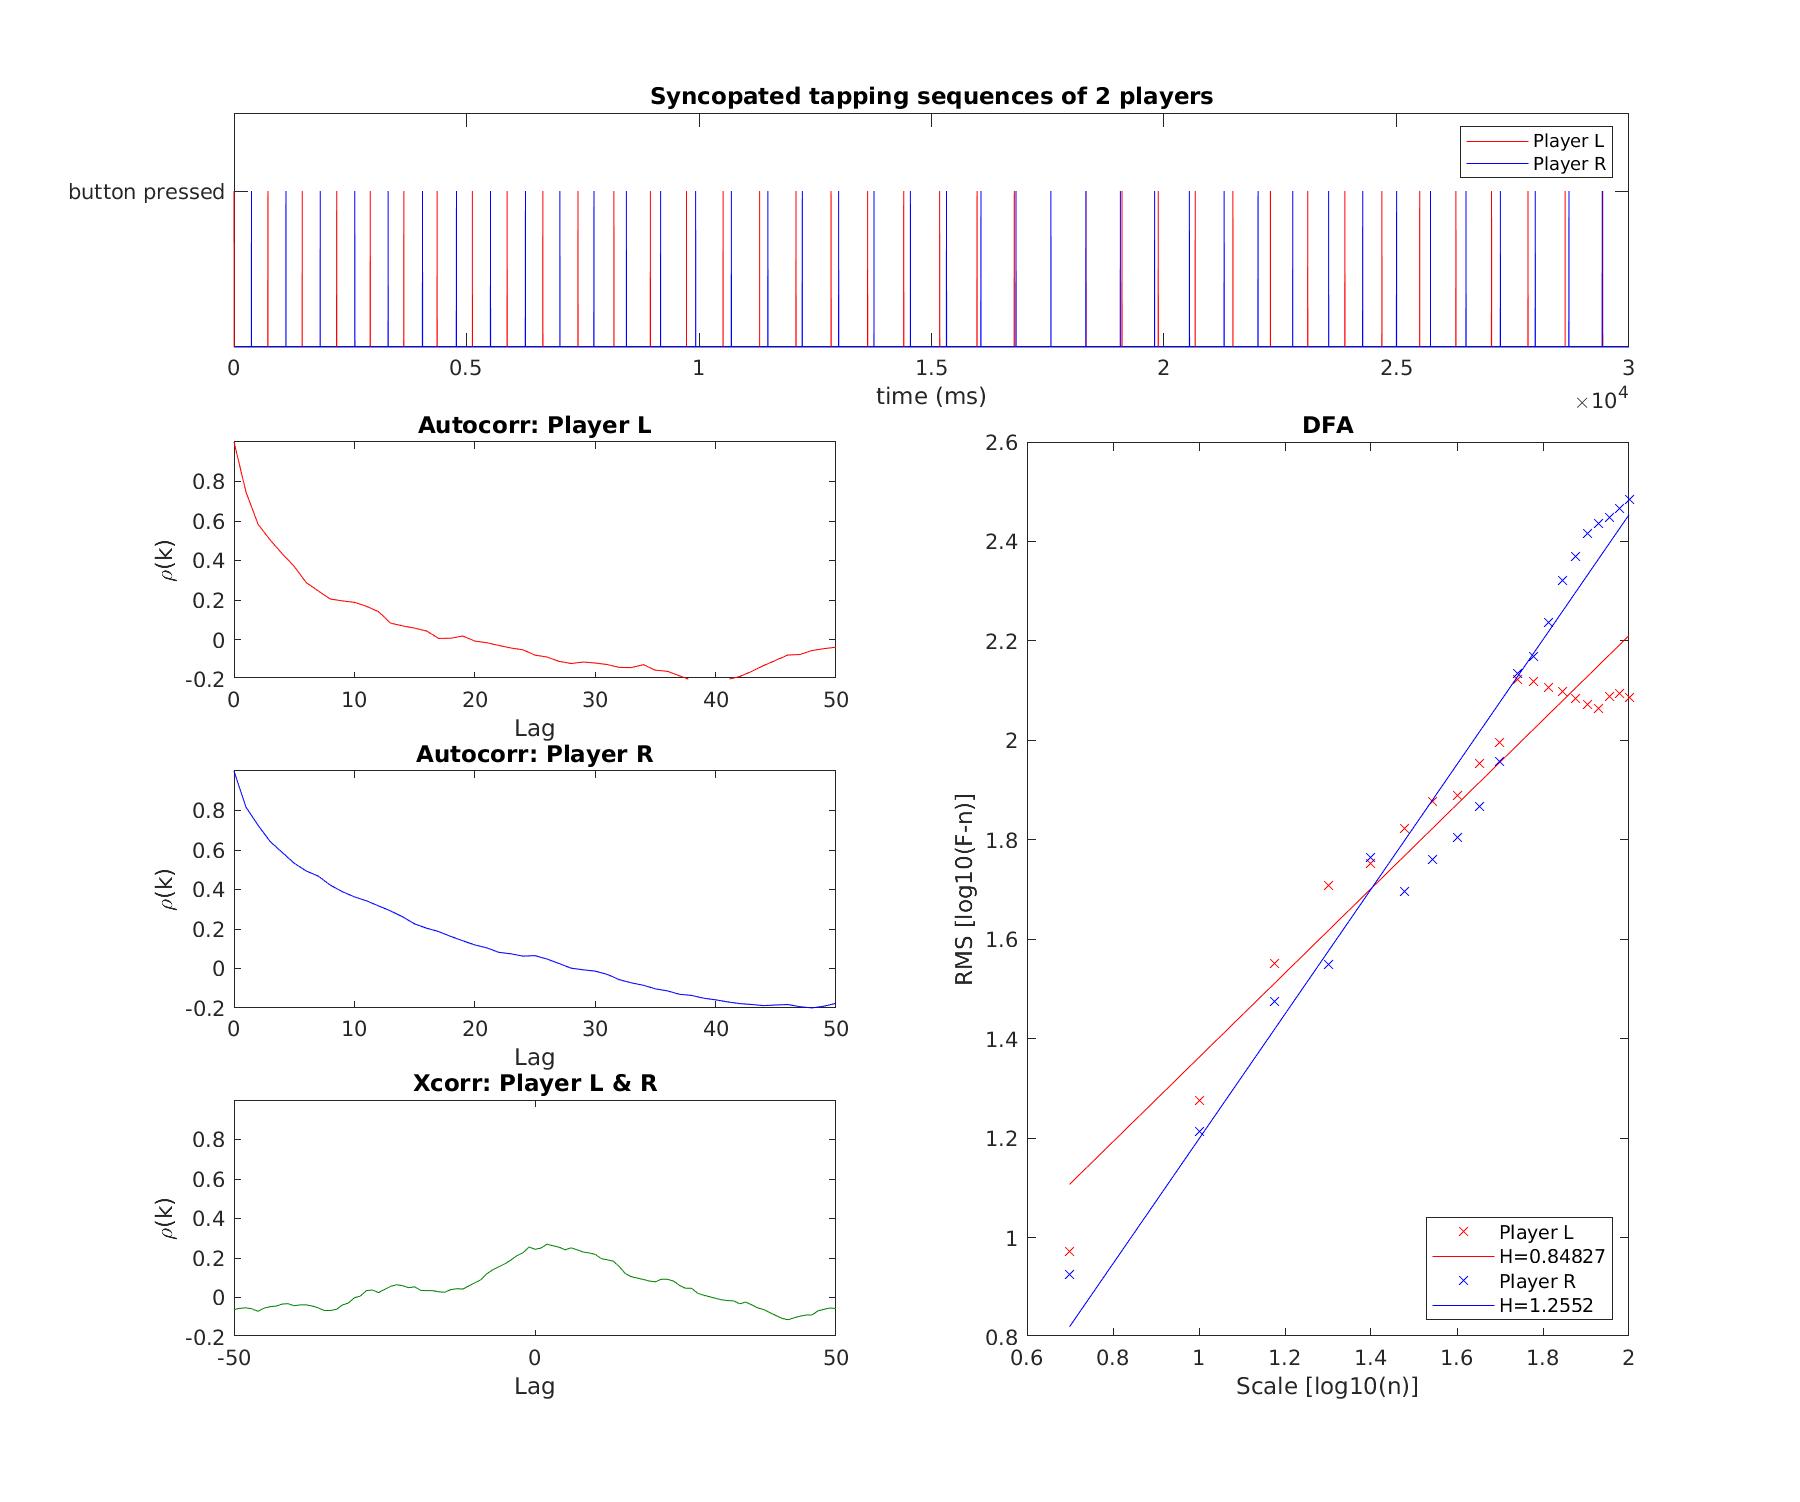 Syncopated tapping sequences of 2 players
Player L
Player R
button pressed
0 0.5 1 1.5 2 2.5 3
time (ms)
×10⁴
Autocorr: Player L
0.8
0.6
0.4
0.2
0
-0.2
ρ(k)
0 10 20 30 40 50
Lag
Autocorr: Player R
0.8
0.6
0.4
0.2
0
-0.2
ρ(k)
0 10 20 30 40 50
Lag
Xcorr: Player L & R
0.8
0.6
0.4
0.2
0
-0.2
ρ(k)
-50 0 50
Lag
DFA
2.6
2.4
2.2
2
1.8
1.6
1.4
1.2
1
0.8
RMS [log10(F-n)]
Player L
H=0.84827
Player R
H=1.2552
0.6 0.8 1 1.2 1.4 1.6 1.8 2
Scale [log10(n)]